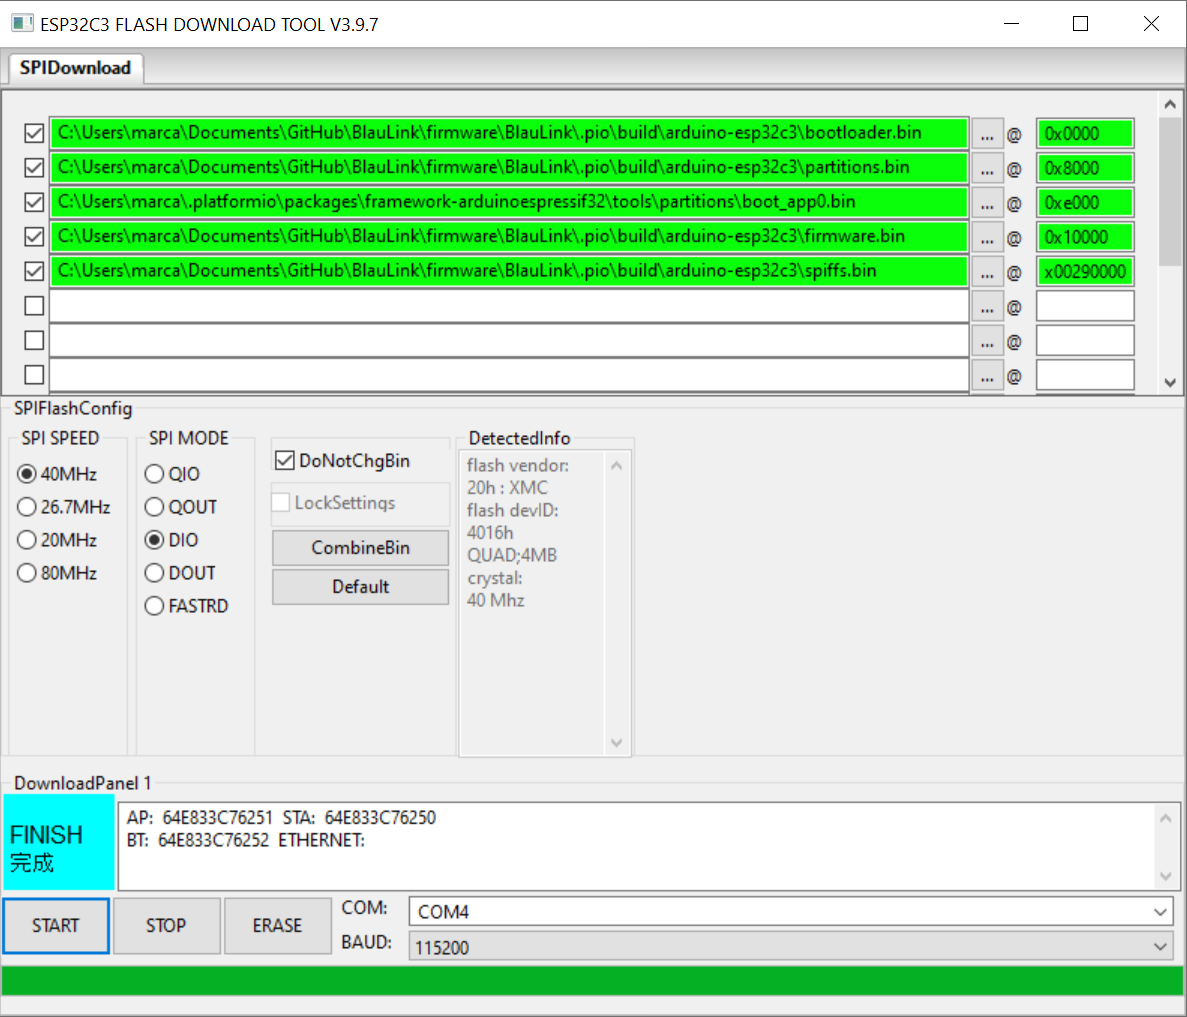 ESP32C3 FLASH DOWNLOAD TOOL V3.9.7
SPIDownload
C:\Users\marca\Documents\GitHub\BlauLink\firmware\BlauLink\.pio\build\arduino-esp32c3\bootloader.bin ... @ 0x0000
C:\Users\marca\Documents\GitHub\BlauLink\firmware\BlauLink\.pio\build\arduino-esp32c3\partitions.bin ... @ 0x8000
C:\Users\marca\.platformio\packages\framework-arduinoespressif32\tools\partitions\boot_app0.bin ... @ 0xe000
C:\Users\marca\Documents\GitHub\BlauLink\firmware\BlauLink\.pio\build\arduino-esp32c3\firmware.bin ... @ 0x10000
C:\Users\marca\Documents\GitHub\BlauLink\firmware\BlauLink\.pio\build\arduino-esp32c3\spiffs.bin ... @ x00290000
... @
... @
... @
SPIFlashConfig
SPI SPEED
40MHz
26.7MHz
20MHz
80MHz
SPI MODE
QIO
QOUT
DIO
DOUT
FASTRD
DoNotChgBin
LockSettings
CombineBin
Default
DetectedInfo
flash vendor:
20h : XMC
flash devID:
4016h
QUAD;4MB
crystal:
40 Mhz
DownloadPanel 1
FINISH
完成
AP: 64E833C76251 STA: 64E833C76250
BT: 64E833C76252 ETHERNET:
START
STOP
ERASE
COM: COM4
BAUD: 115200